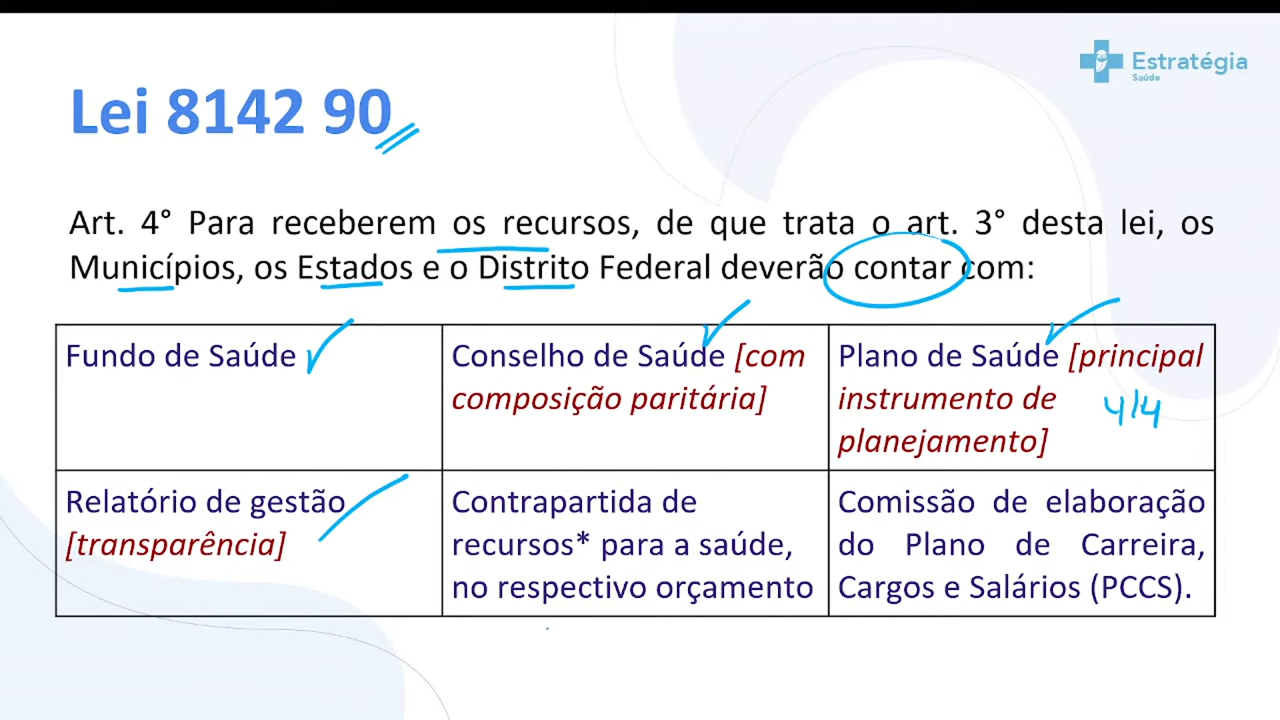 Estratégia
Saúde
Lei 8142 90
Art. 4° Para receberem os recursos, de que trata o art. 3° desta lei, os
Municípios, os Estados e o Distrito Federal deverão contar com:
Fundo de Saúde
Conselho de Saúde [com
composição paritária]
Plano de Saúde [principal
instrumento de
planejamento]
4/4
Relatório de gestão
[transparência]
Contrapartida de
recursos* para a saúde,
no respectivo orçamento
Comissão de elaboração
do Plano de Carreira,
Cargos e Salários (PCCS).